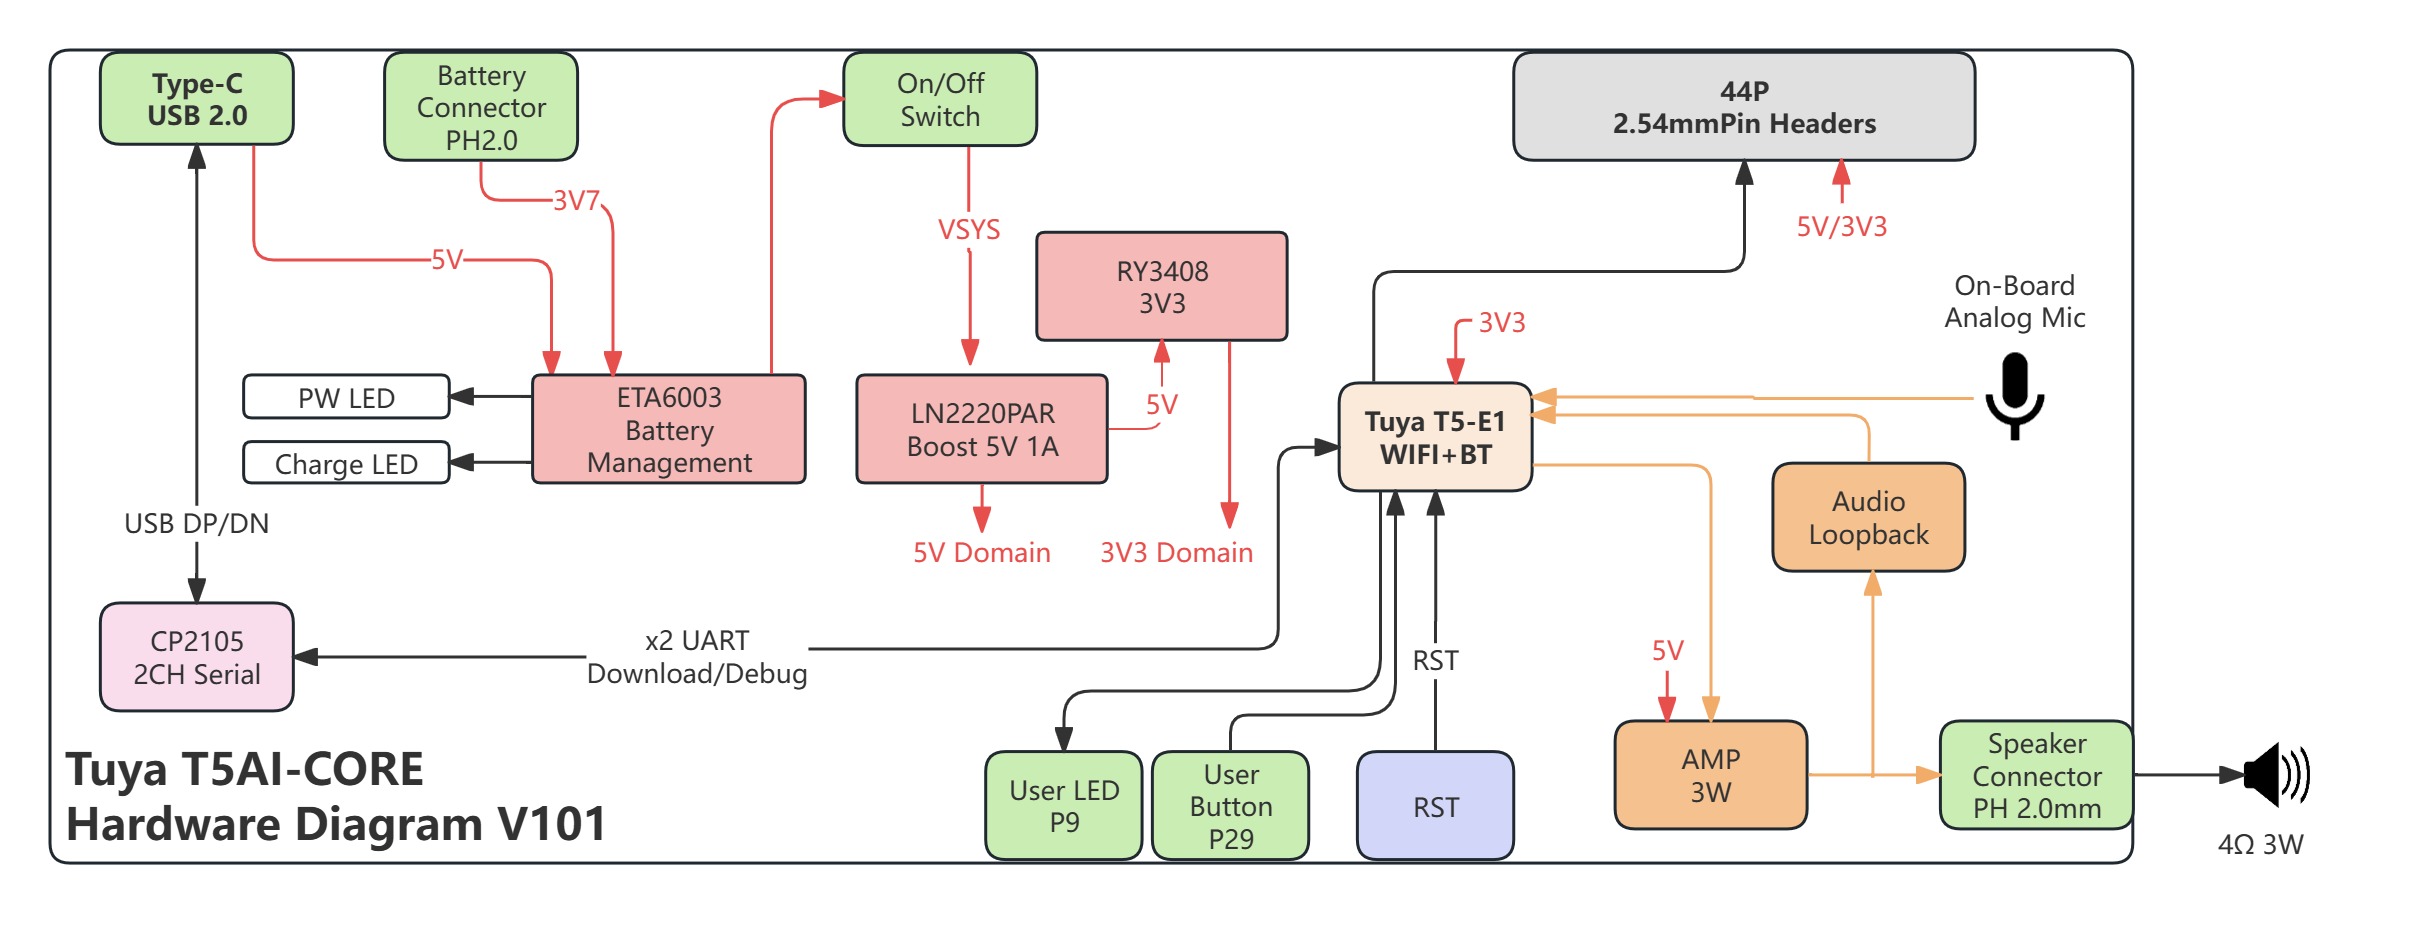 Type-C
USB 2.0
Battery
Connector
PH2.0
On/Off
Switch
44P
2.54mmPin Headers
3V7
5V
VSYS
5V/3V3
RY3408
3V3
On-Board
Analog Mic
3V3
PW LED
Charge LED
ETA6003
Battery
Management
LN2220PAR
Boost 5V 1A
5V
Tuya T5-E1
WIFI+BT
Audio
Loopback
USB DP/DN
5V Domain
3V3 Domain
CP2105
2CH Serial
x2 UART
Download/Debug
RST
5V
Tuya T5AI-CORE
Hardware Diagram V101
User LED
P9
User
Button
P29
RST
AMP
3W
Speaker
Connector
PH 2.0mm
4Ω 3W